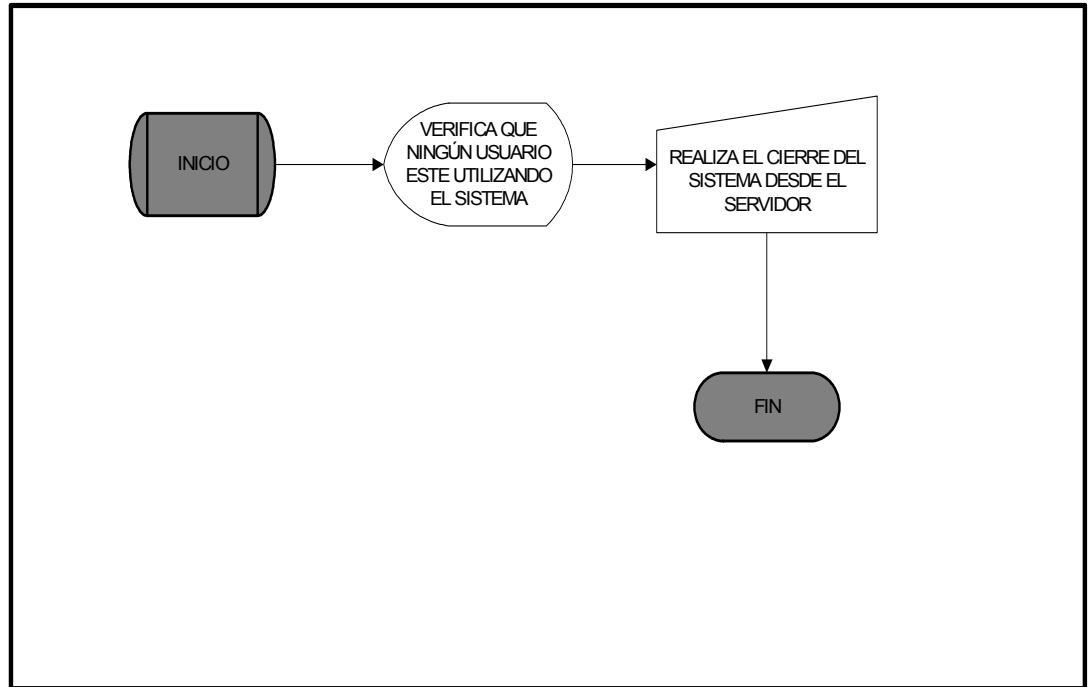 INICIO
VERIFICA QUE
NINGÚN USUARIO
ESTE UTILIZANDO
EL SISTEMA
REALIZA EL CIERRE DEL
SISTEMA DESDE EL
SERVIDOR
FIN